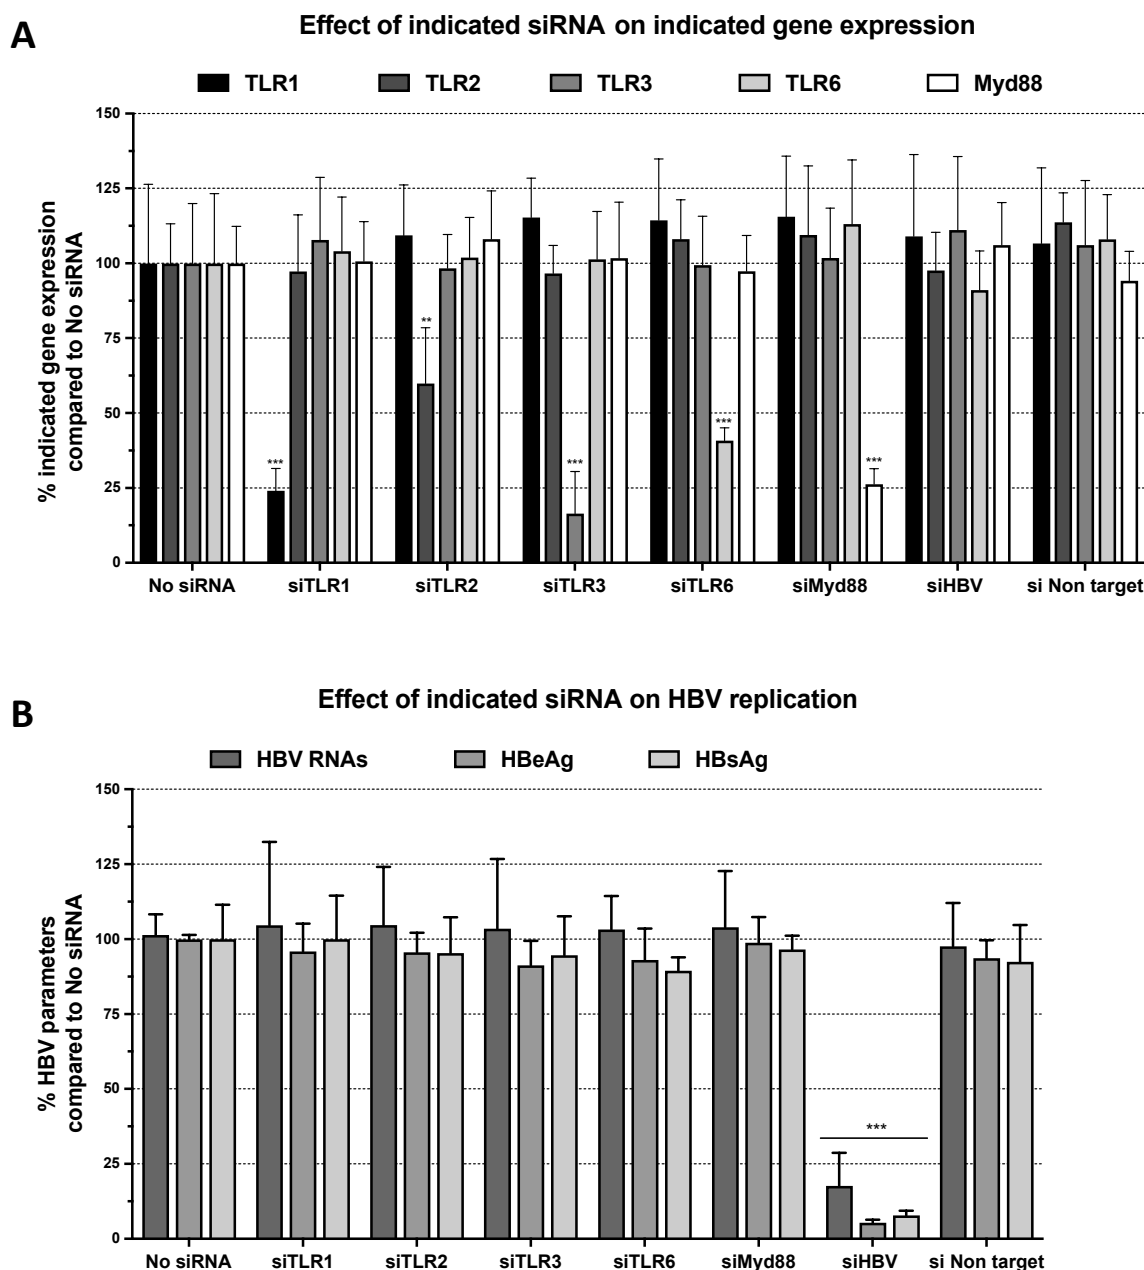 A
Effect of indicated siRNA on indicated gene expression
TLR1 TLR2 TLR3 TLR6 Myd88
% indicated gene expression
compared to No siRNA
150
125
100
75
50
25
0
***
**
***
***
***
No siRNA siTLR1 siTLR2 siTLR3 siTLR6 siMyd88 siHBV si Non target
B
Effect of indicated siRNA on HBV replication
HBV RNAs HBeAg HBsAg
% HBV parameters
compared to No siRNA
150
125
100
75
50
25
0
***
No siRNA siTLR1 siTLR2 siTLR3 siTLR6 siMyd88 siHBV si Non target